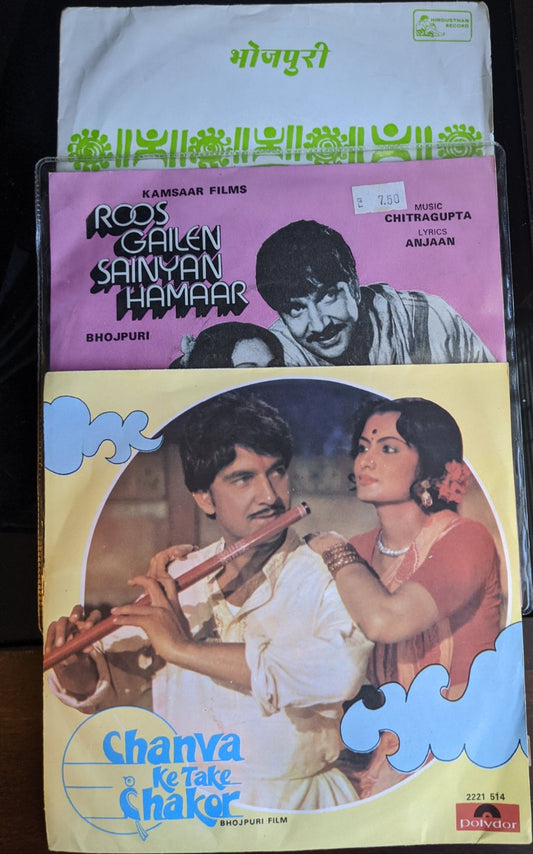 HINDUSTHAN
RECORD
भोजपुरी
KAMSAAR FILMS
ROOS
GAILEN
SAINYAN
HAMAAR
BHOJPURI
£ 7.50
MUSIC
CHITRAGUPTA
LYRICS
ANJAAN
Chanva
Ke Take
Chakor
BHOJPURI FILM
2221 514
polydor